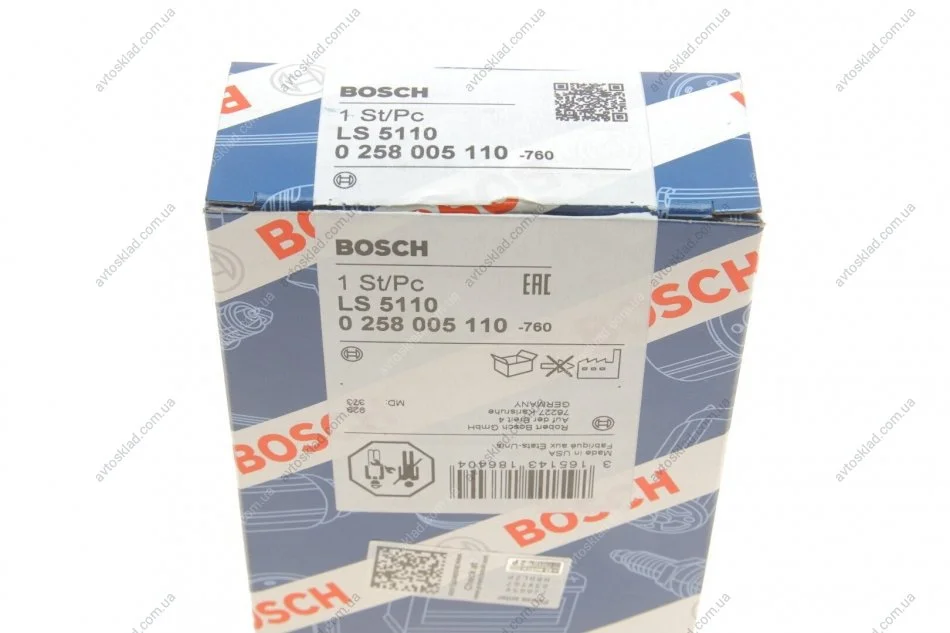 BOSCH
1 St/Pc
LS 5110
0 258 005 110 -760
BOSCH
1 St/Pc
EAC
LS 5110
0 258 005 110 -760
MD:
928
373
Robert Bosch GmbH
Auf der Breit 4
76227 Karlsruhe
GERMANY
Made in USA
Fabriqué aux Etats-Unis
3 165143 186404
BOSCH
BOSCH
BOSCH
BOSCH
avtosklad.com.ua